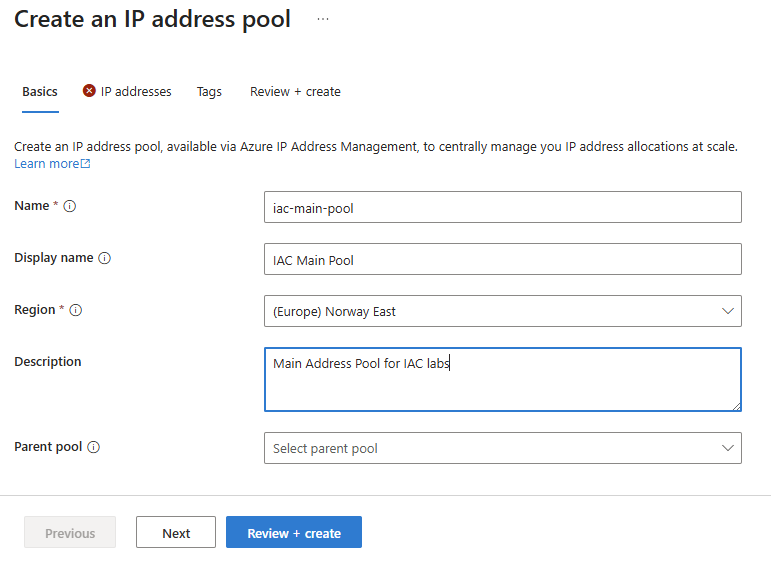 Create an IP address pool ...
Basics IP addresses Tags Review + create
Create an IP address pool, available via Azure IP Address Management, to centrally manage you IP address allocations at scale.
Learn more
Name *
iac-main-pool
Display name
IAC Main Pool
Region *
(Europe) Norway East
Description
Main Address Pool for IAC labs
Parent pool
Select parent pool
Previous Next Review + create